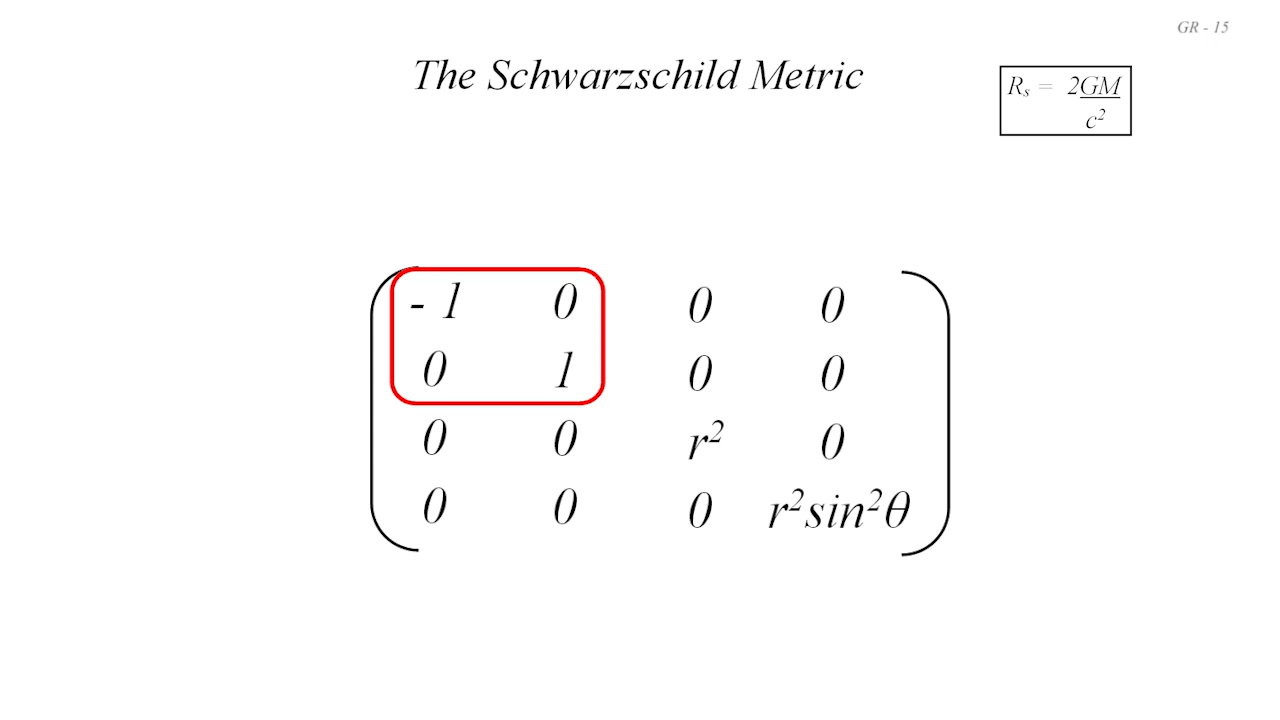 GR - 15
The Schwarzschild Metric
Rs = 2GM
c²
- 1 0 0 0
0 1 0 0
0 0 r² 0
0 0 0 r²sin²θ